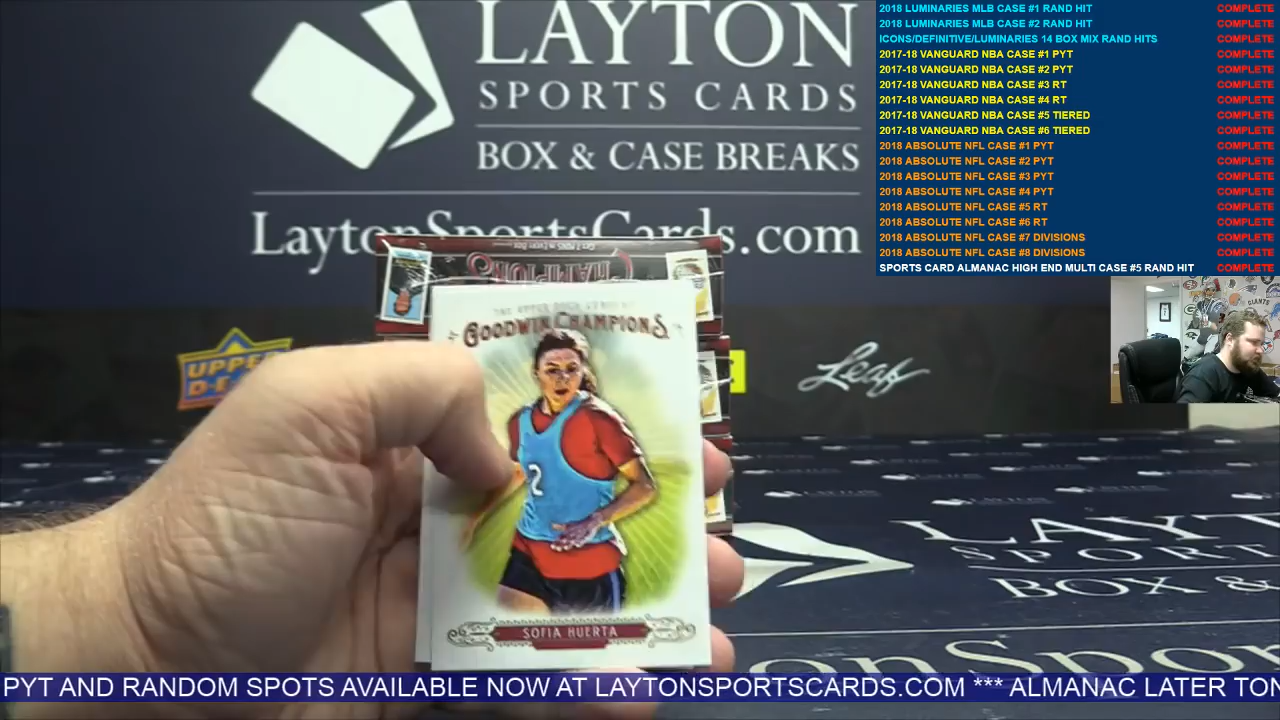 LAYTON
SPORTS CARDS
BOX & CASE BREAKS
LaytonSportsCards.com
2018 LUMINARIES MLB CASE #1 RAND HIT COMPLETE
2018 LUMINARIES MLB CASE #2 RAND HIT COMPLETE
ICONS/DEFINITIVE/LUMINARIES 14 BOX MIX RAND HITS COMPLETE
2017-18 VANGUARD NBA CASE #1 PYT COMPLETE
2017-18 VANGUARD NBA CASE #2 PYT COMPLETE
2017-18 VANGUARD NBA CASE #3 RT COMPLETE
2017-18 VANGUARD NBA CASE #4 RT COMPLETE
2017-18 VANGUARD NBA CASE #5 TIERED COMPLETE
2017-18 VANGUARD NBA CASE #6 TIERED COMPLETE
2018 ABSOLUTE NFL CASE #1 PYT COMPLETE
2018 ABSOLUTE NFL CASE #2 PYT COMPLETE
2018 ABSOLUTE NFL CASE #3 PYT COMPLETE
2018 ABSOLUTE NFL CASE #4 PYT COMPLETE
2018 ABSOLUTE NFL CASE #5 RT COMPLETE
2018 ABSOLUTE NFL CASE #6 RT COMPLETE
2018 ABSOLUTE NFL CASE #7 DIVISIONS COMPLETE
2018 ABSOLUTE NFL CASE #8 DIVISIONS COMPLETE
SPORTS CARD ALMANAC HIGH END MULTI CASE #5 RAND HIT COMPLETE
GIANTS
CHAMPIONS
GOODWIN CHAMPIONS
UPPER
D-E
Leaf
2
SOFIA HUERTA
LAYT
SPORT
BOX &
onSpo
PYT AND RANDOM SPOTS AVAILABLE NOW AT LAYTONSPORTSCARDS.COM *** ALMANAC LATER TON